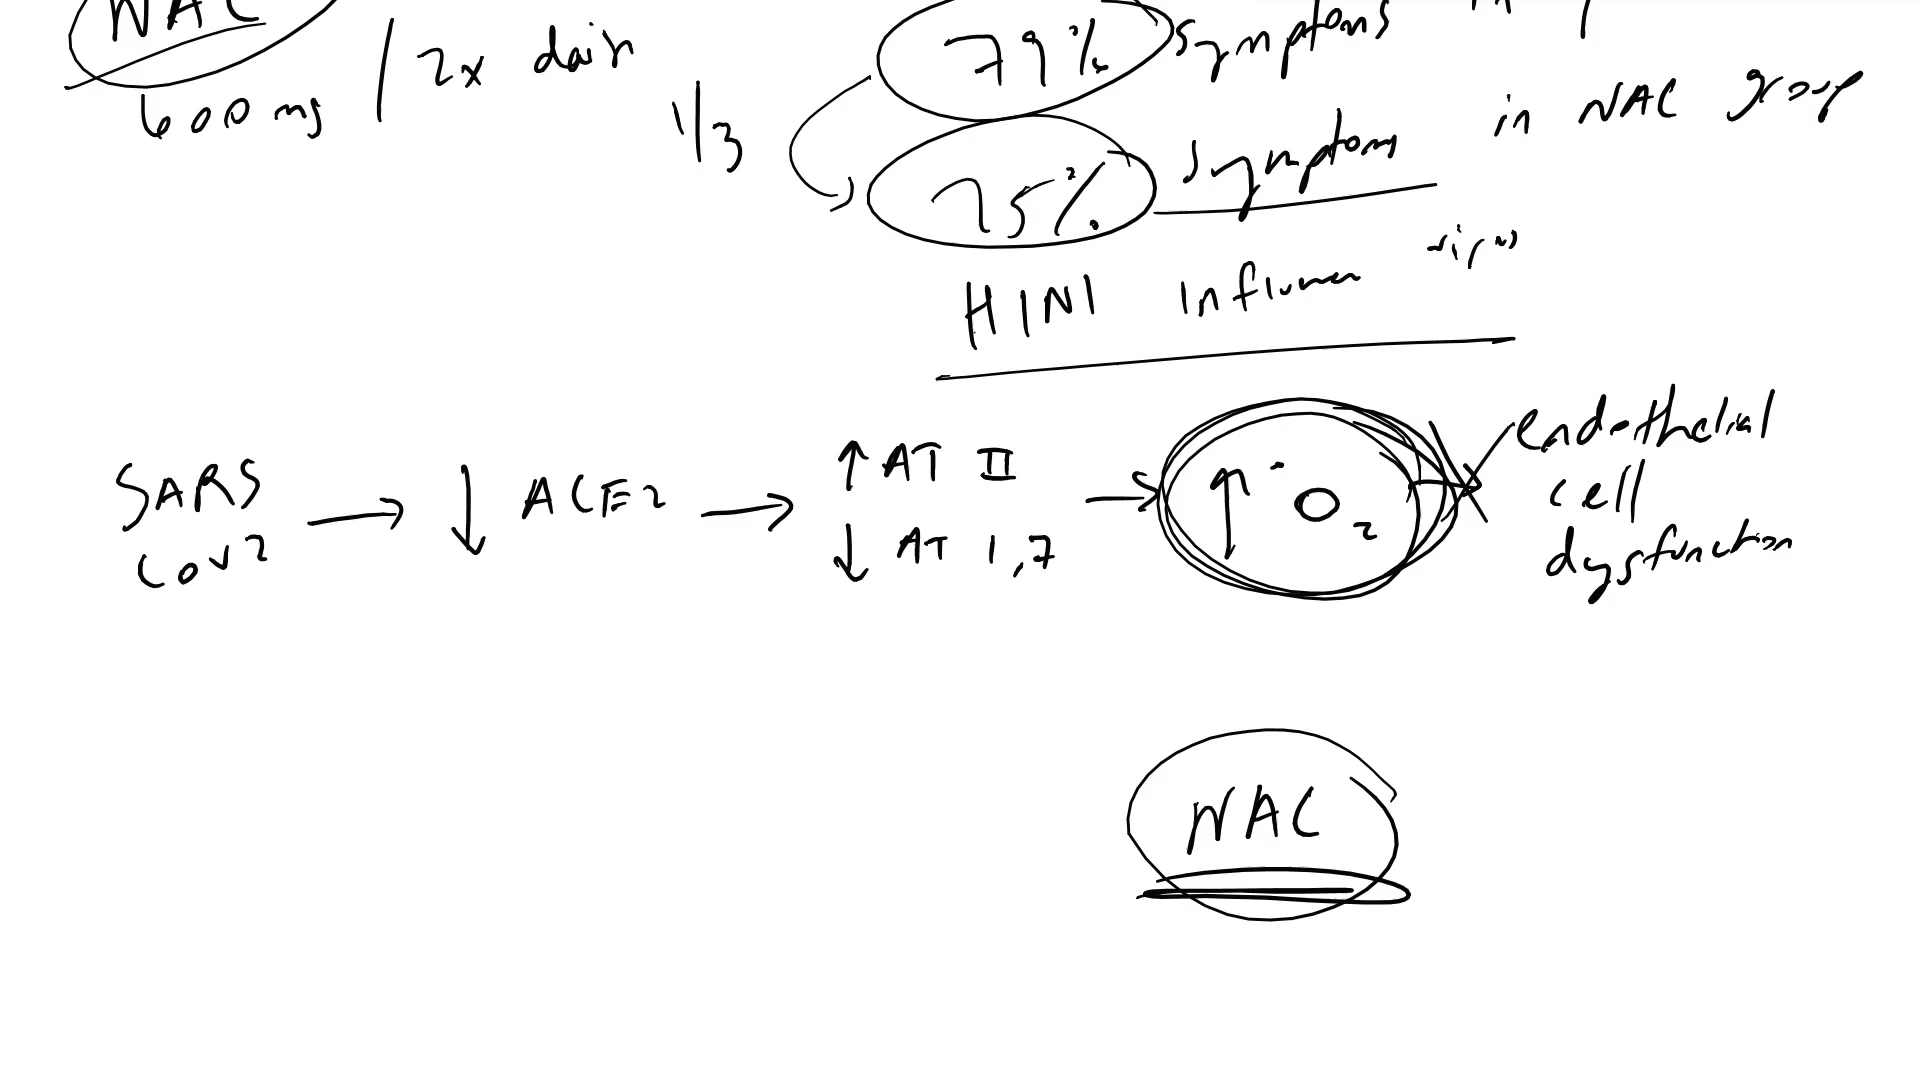 NAC
600 mg / 2x daily
79% symptoms
1/3
25% symptoms in NAC group
H1N1 Influenza virus
SARS Cov2 → ↓ ACE2 → ↑ AT II ↓ AT 1,7 → ↑ O2⁻ → endothelial cell dysfunction
NAC